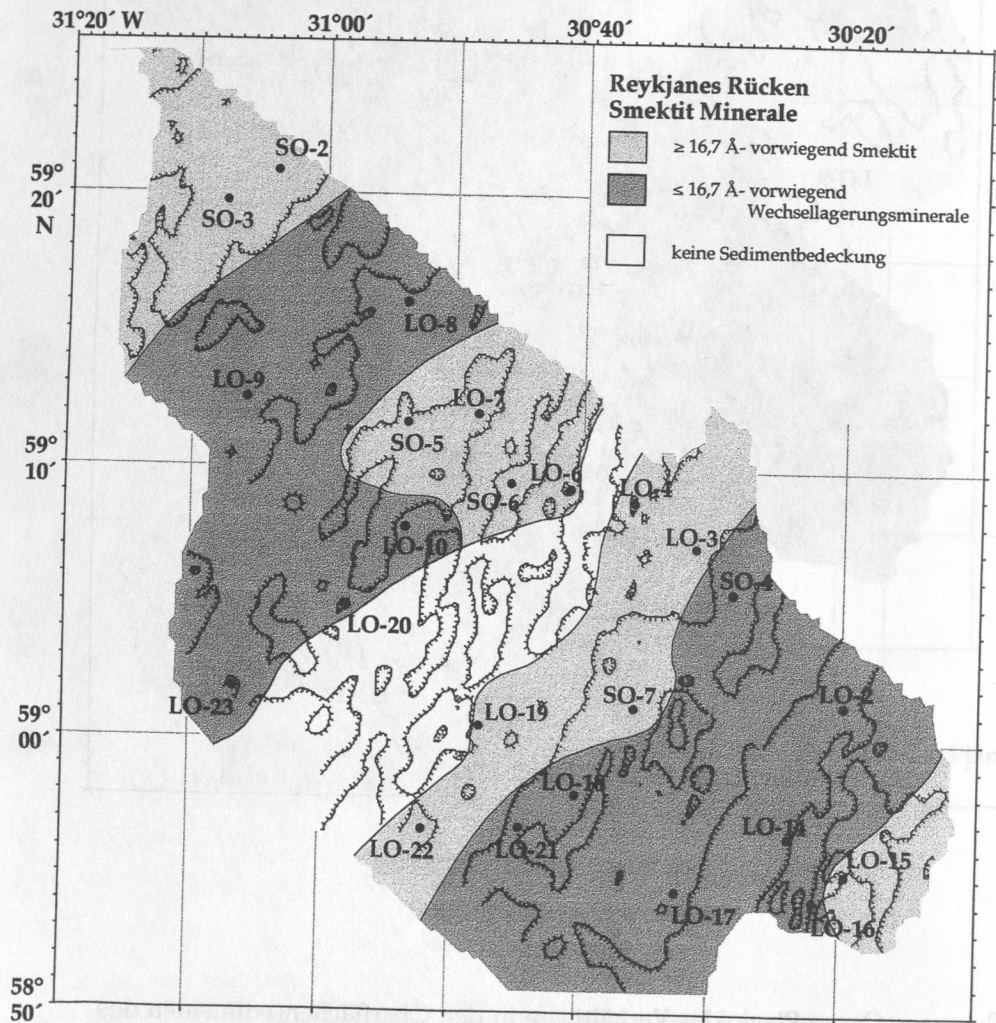 31°20´ W
31°00´
30°40´
30°20´
Reykjanes Rücken
Smektit Minerale
≥ 16,7 Å- vorwiegend Smektit
≤ 16,7 Å- vorwiegend
Wechsellagerungsminerale
keine Sedimentbedeckung
59°
20´
N
SO-2
SO-3
LO-8
LO-9
LO-7
SO-5
59°
10´
LO-6
SO-6
LO-4
LO-10
LO-3
SO-4
LO-20
LO-23
LO-2
SO-7
LO-19
59°
00´
LO-18
LO-22
LO-21
LO-14
LO-15
LO-17
LO-16
58°
50´